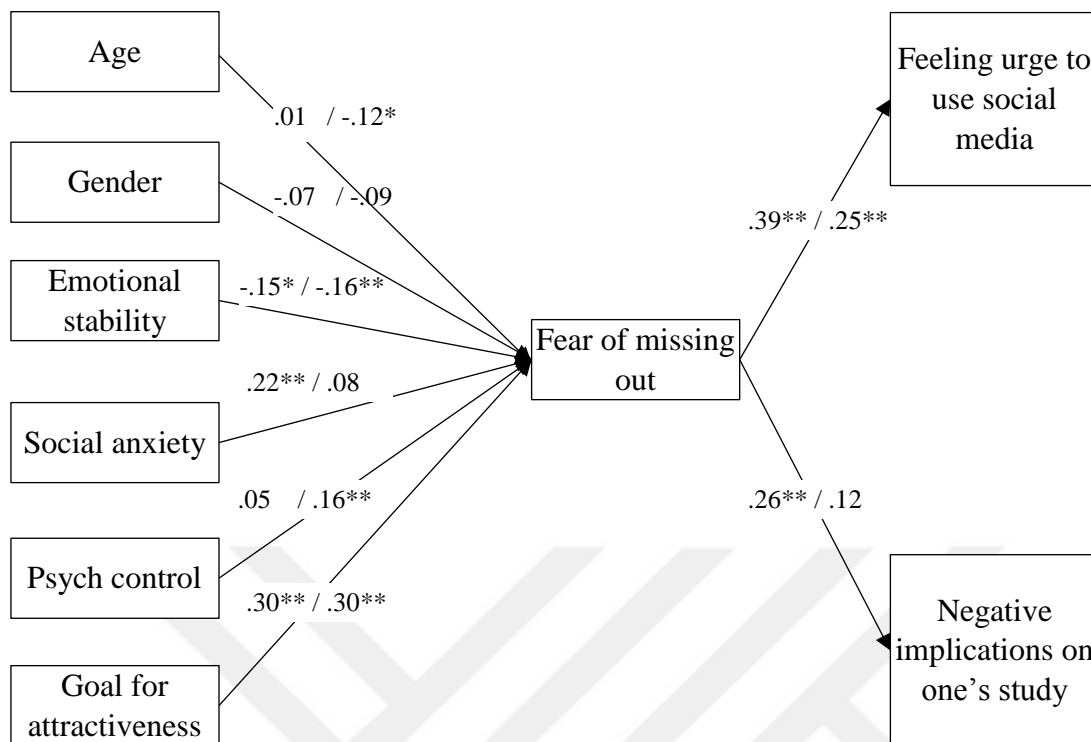 Age
.01 / -.12*
Gender
-.07 / -.09
Emotional
stability
-.15* / -.16**
Social anxiety
.22** / .08
Psych control
.05 / .16**
Goal for
attractiveness
.30** / .30**
Fear of missing
out
.39** / .25**
.26** / .12
Feeling urge to
use social
media
Negative
implications on
one’s study